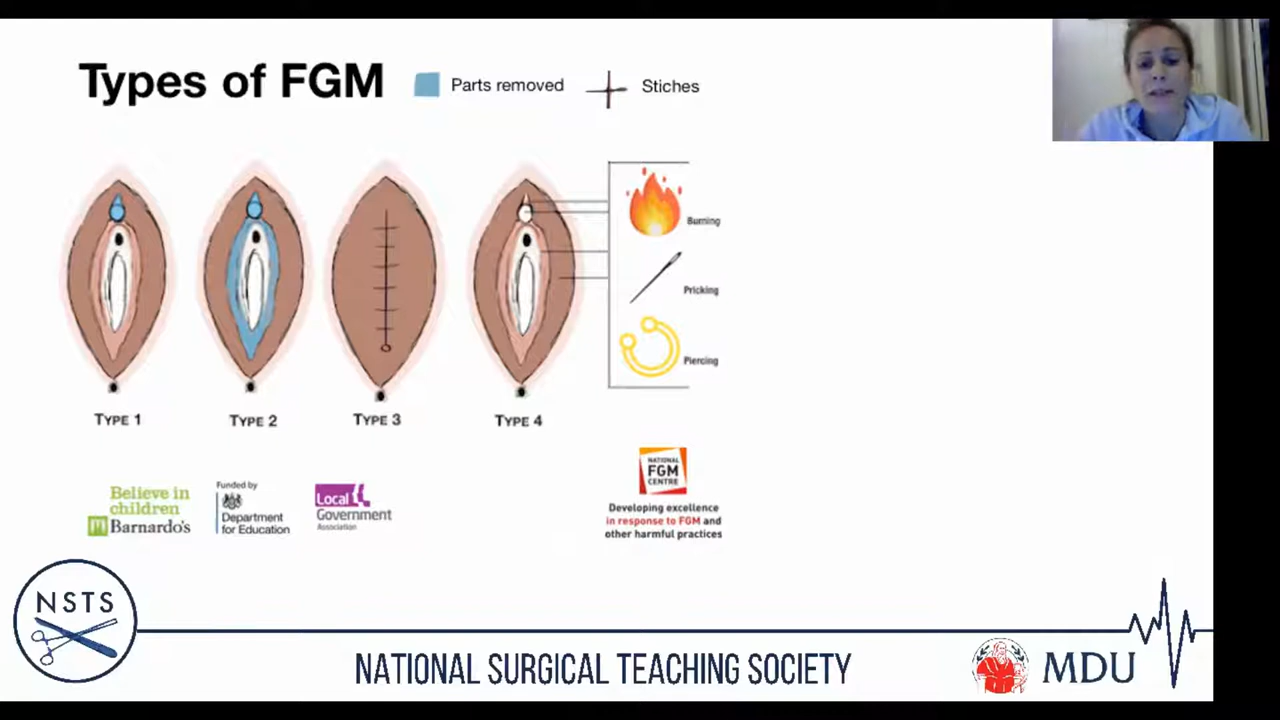 Types of FGM
Parts removed
Stiches
Burning
Pricking
Piercing
TYPE 1
TYPE 2
TYPE 3
TYPE 4
Believe in
children
Barnardo's
Funded by
Department
for Education
Local
Government
Association
NATIONAL
FGM
CENTRE
Developing excellence
in response to FGM and
other harmful practices
NSTS
NATIONAL SURGICAL TEACHING SOCIETY
MDU